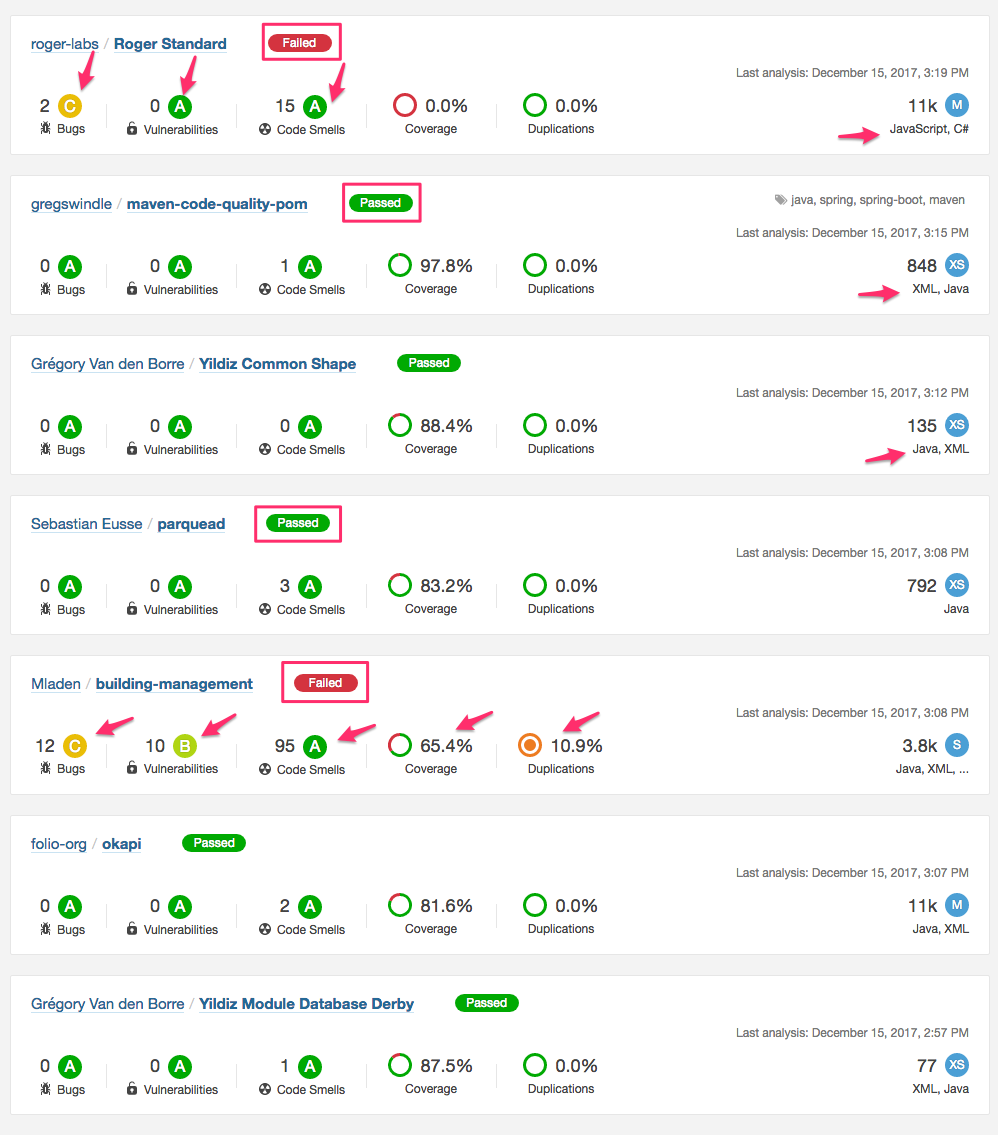 roger-labs / Roger Standard Failed
Last analysis: December 15, 2017, 3:19 PM
2 C 0 A 15 A 0.0% 0.0% 11k M
Bugs Vulnerabilities Code Smells Coverage Duplications JavaScript, C#
gregswindle / maven-code-quality-pom Passed java, spring, spring-boot, maven
Last analysis: December 15, 2017, 3:15 PM
0 A 0 A 1 A 97.8% 0.0% 848 XS
Bugs Vulnerabilities Code Smells Coverage Duplications XML, Java
Grégory Van den Borre / Yildiz Common Shape Passed
Last analysis: December 15, 2017, 3:12 PM
0 A 0 A 0 A 88.4% 0.0% 135 XS
Bugs Vulnerabilities Code Smells Coverage Duplications Java, XML
Sebastian Eusse / parquead Passed
Last analysis: December 15, 2017, 3:08 PM
0 A 0 A 3 A 83.2% 0.0% 792 XS
Bugs Vulnerabilities Code Smells Coverage Duplications Java
Mladen / building-management Failed
Last analysis: December 15, 2017, 3:08 PM
12 C 10 B 95 A 65.4% 10.9% 3.8k S
Bugs Vulnerabilities Code Smells Coverage Duplications Java, XML, ...
folio-org / okapi Passed
Last analysis: December 15, 2017, 3:07 PM
0 A 0 A 2 A 81.6% 0.0% 11k M
Bugs Vulnerabilities Code Smells Coverage Duplications Java, XML
Grégory Van den Borre / Yildiz Module Database Derby Passed
Last analysis: December 15, 2017, 2:57 PM
0 A 0 A 1 A 87.5% 0.0% 77 XS
Bugs Vulnerabilities Code Smells Coverage Duplications XML, Java